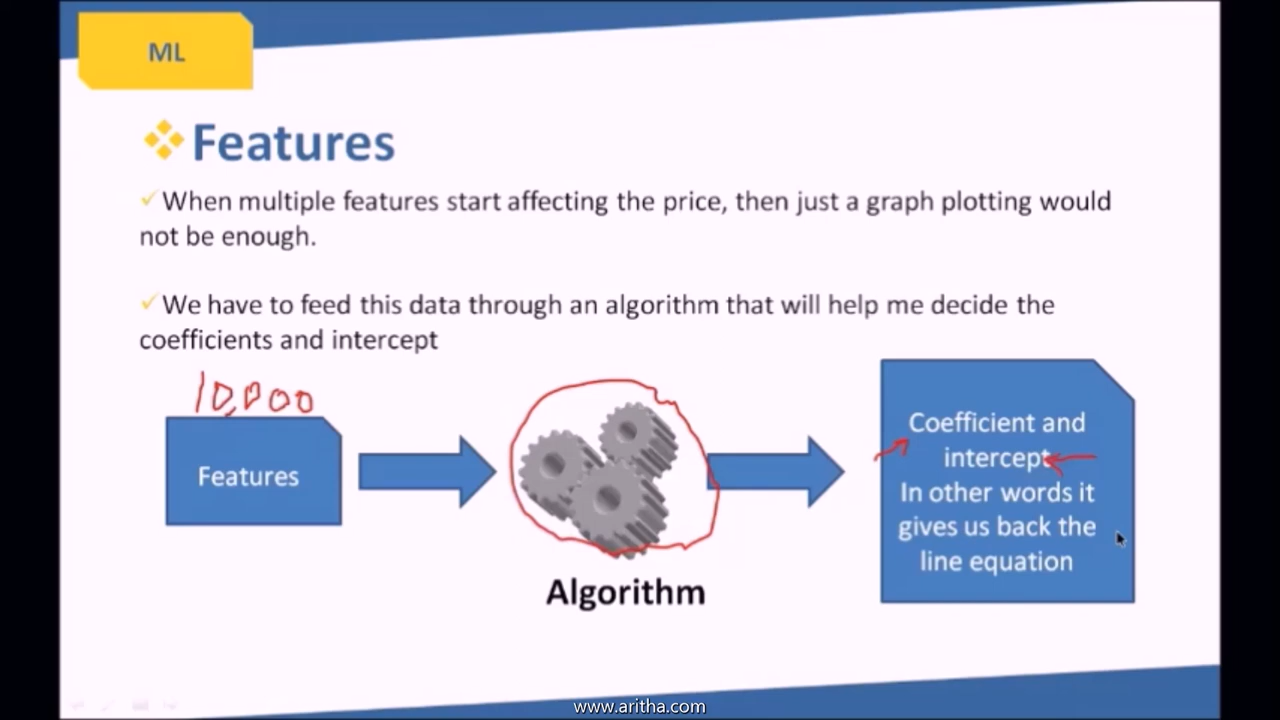 ML
Features
When multiple features start affecting the price, then just a graph plotting would
not be enough.
We have to feed this data through an algorithm that will help me decide the
coefficients and intercept
10,000
Features
Algorithm
Coefficient and
intercept
In other words it
gives us back the
line equation
www.aritha.com